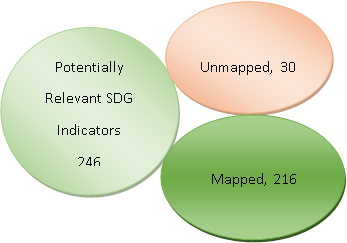 Potentially
Relevant SDG
Indicators
246
Unmapped, 30
Mapped, 216